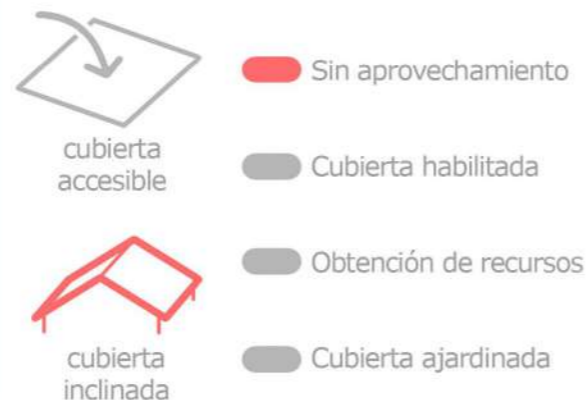 cubierta
accesible
cubierta
inclinada
Sin aprovechamiento
Cubierta habilitada
Obtención de recursos
Cubierta ajardinada